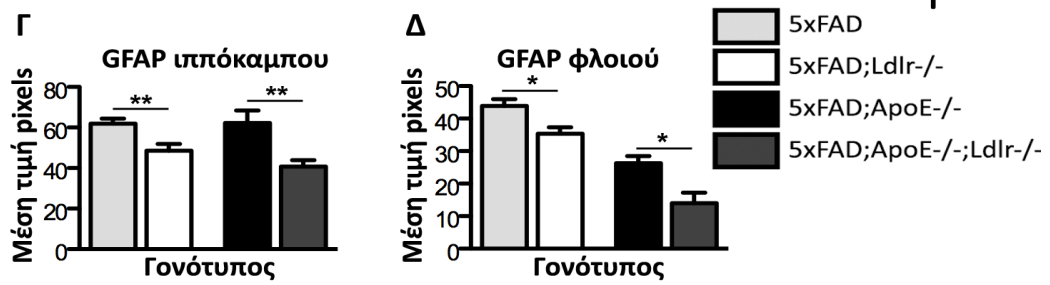 Γ
GFAP ιππόκαμπου
Μέση τιμή pixels
80
60
40
20
0
**
**
Γονότυπος
Δ
GFAP φλοιού
Μέση τιμή pixels
50
40
30
20
10
0
*
*
Γονότυπος
5xFAD
5xFAD;Ldlr-/-
5xFAD;ApoE-/-
5xFAD;ApoE-/-;Ldlr-/-